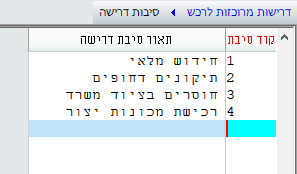 דרישות מרוכזות לרכש ◄ סיבות דרישה
קוד סיבת תאור סיבת דרישה
1 חידוש מלאי
2 תיקונים דחופים
3 חוסרים בציוד משרד
4 רכישת מכונות יצור